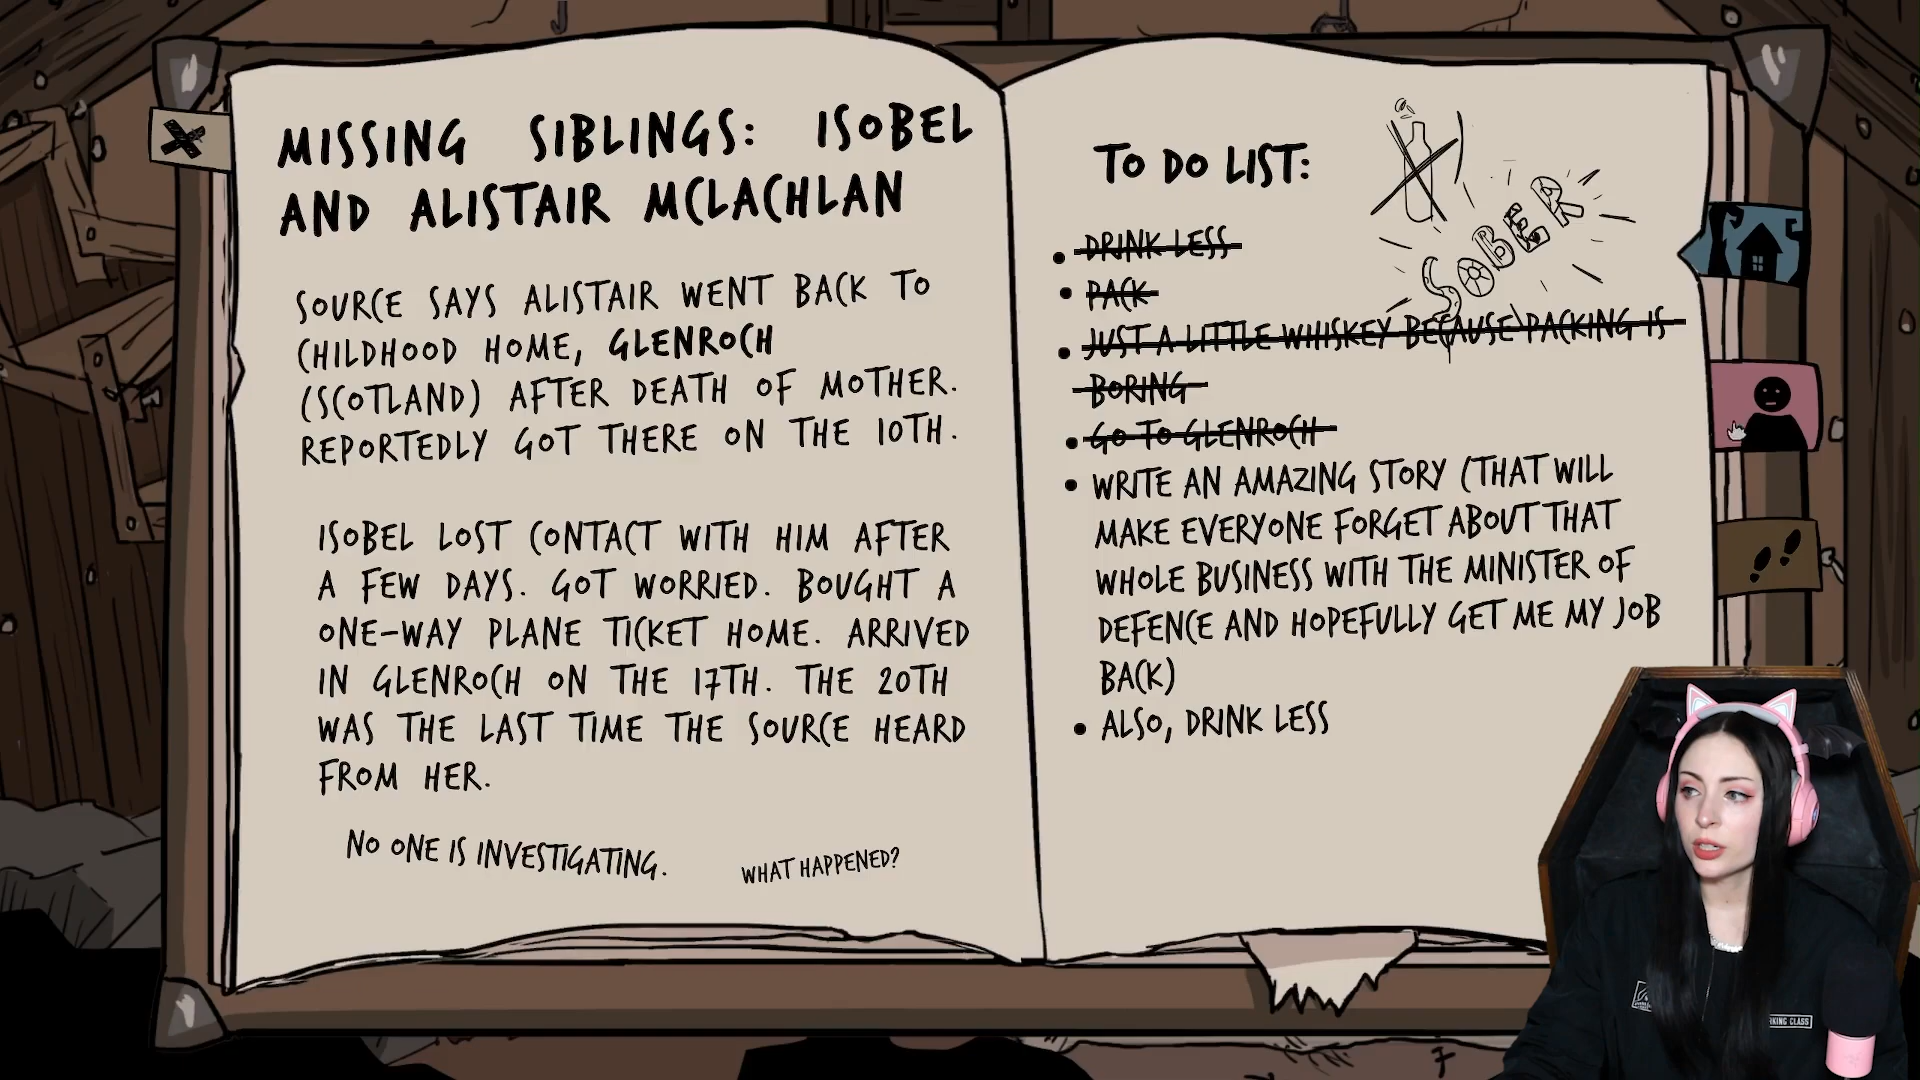 MISSING SIBLINGS: ISOBEL
AND ALISTAIR MCLACHLAN
SOURCE SAYS ALISTAIR WENT BACK TO
CHILDHOOD HOME, GLENROCH
(SCOTLAND) AFTER DEATH OF MOTHER.
REPORTEDLY GOT THERE ON THE 10TH.
ISOBEL LOST CONTACT WITH HIM AFTER
A FEW DAYS. GOT WORRIED. BOUGHT A
ONE-WAY PLANE TICKET HOME. ARRIVED
IN GLENROCH ON THE 17TH. THE 20TH
WAS THE LAST TIME THE SOURCE HEARD
FROM HER.
NO ONE IS INVESTIGATING.
WHAT HAPPENED?
TO DO LIST:
SOBER
• DRINK LESS
• PACK
• JUST A LITTLE WHISKEY BECAUSE PACKING IS
BORING
• GO TO GLENROCH
• WRITE AN AMAZING STORY (THAT WILL
MAKE EVERYONE FORGET ABOUT THAT
WHOLE BUSINESS WITH THE MINISTER OF
DEFENCE AND HOPEFULLY GET ME MY JOB
BACK)
• ALSO, DRINK LESS
CLASS